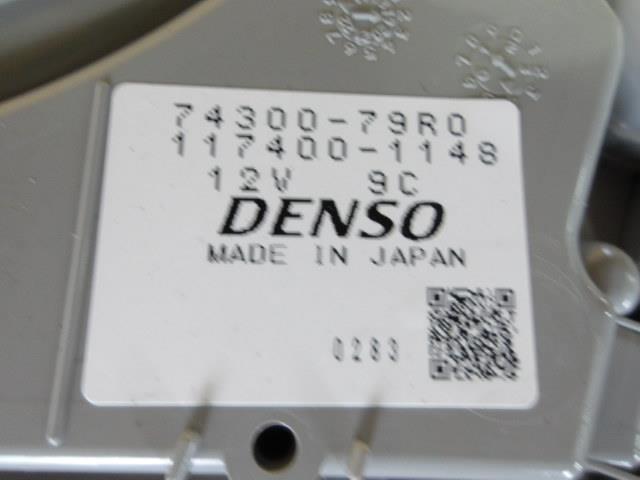 74300-79R0
117400-1148
12V 9C
DENSO
MADE IN JAPAN
0283